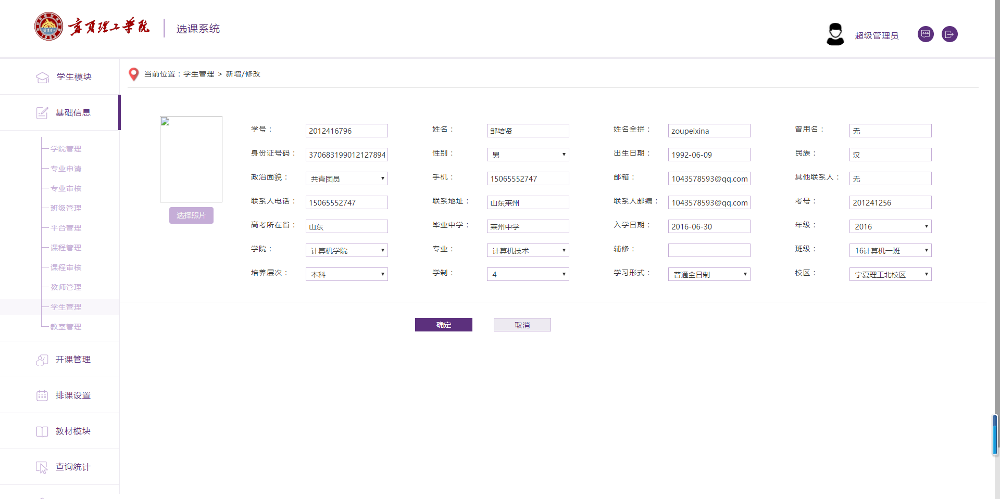 宁夏理工学院 选课系统 超级管理员
1985
学生模块
基础信息
学院管理
专业申请
专业审核
班级管理
平台管理
课程管理
课程审核
教师管理
学生管理
教室管理
开课管理
排课设置
教材模块
查询统计
当前位置：学生管理 > 新增/修改
选择照片
学号： 2012416796 姓名： 邹培贤 姓名全拼： zoupeixina 曾用名： 无
身份证号码： 370683199012127894 性别： 男 出生日期： 1992-06-09 民族： 汉
政治面貌： 共青团员 手机： 15065552747 邮箱： 1043578593@qq.com 其他联系人： 无
联系人电话： 15065552747 联系地址： 山东莱州 联系人邮编： 1043578593@qq.com 考号： 201241256
高考所在省： 山东 毕业中学： 莱州中学 入学日期： 2016-06-30 年级： 2016
学院： 计算机学院 专业： 计算机技术 辅修： 班级： 16计算机一班
培养层次： 本科 学制： 4 学习形式： 普通全日制 校区： 宁夏理工北校区
确定 取消